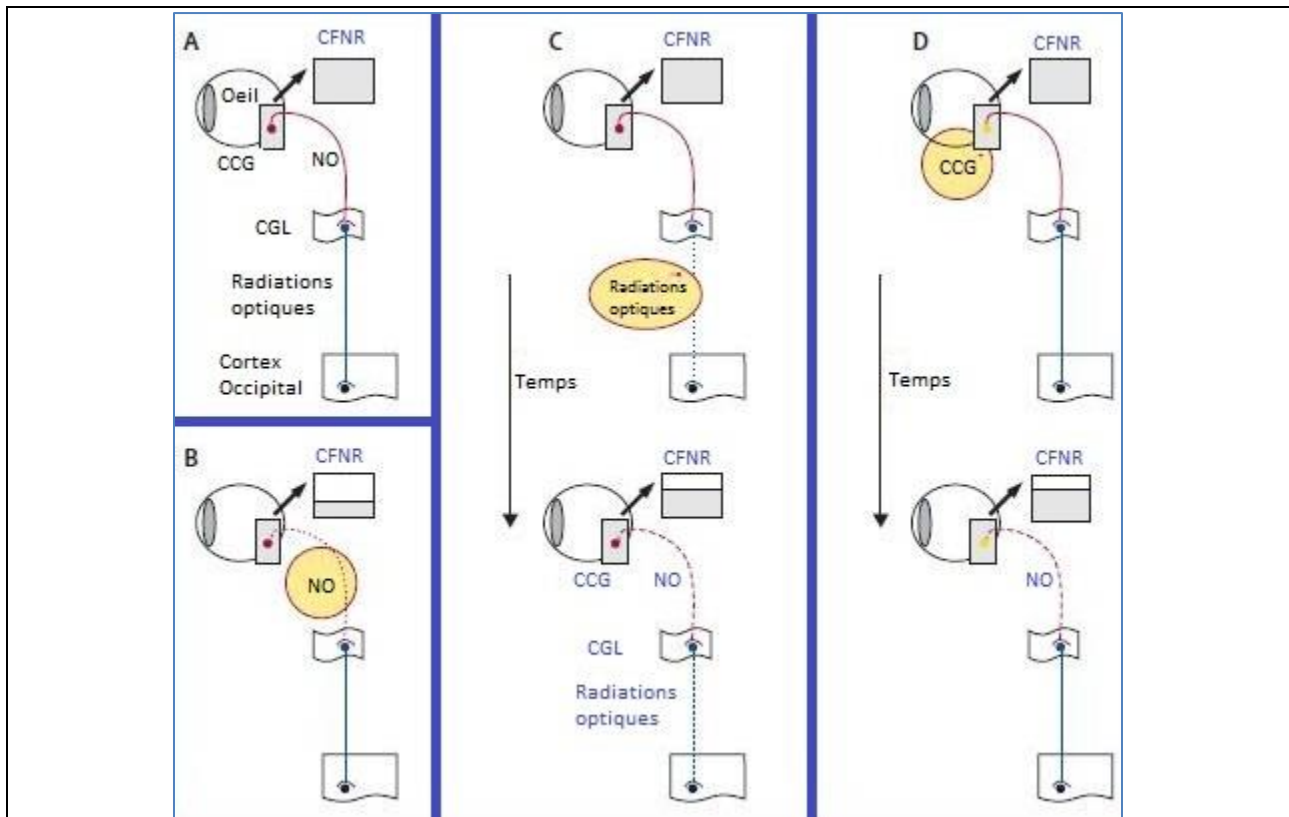 A
CFNR
Oeil
CCG
NO
CGL
Radiations
optiques
Cortex
Occipital
B
CFNR
NO
C
CFNR
Radiations
optiques
Temps
CFNR
CCG
NO
CGL
Radiations
optiques
D
CFNR
CCG
Temps
CFNR
NO